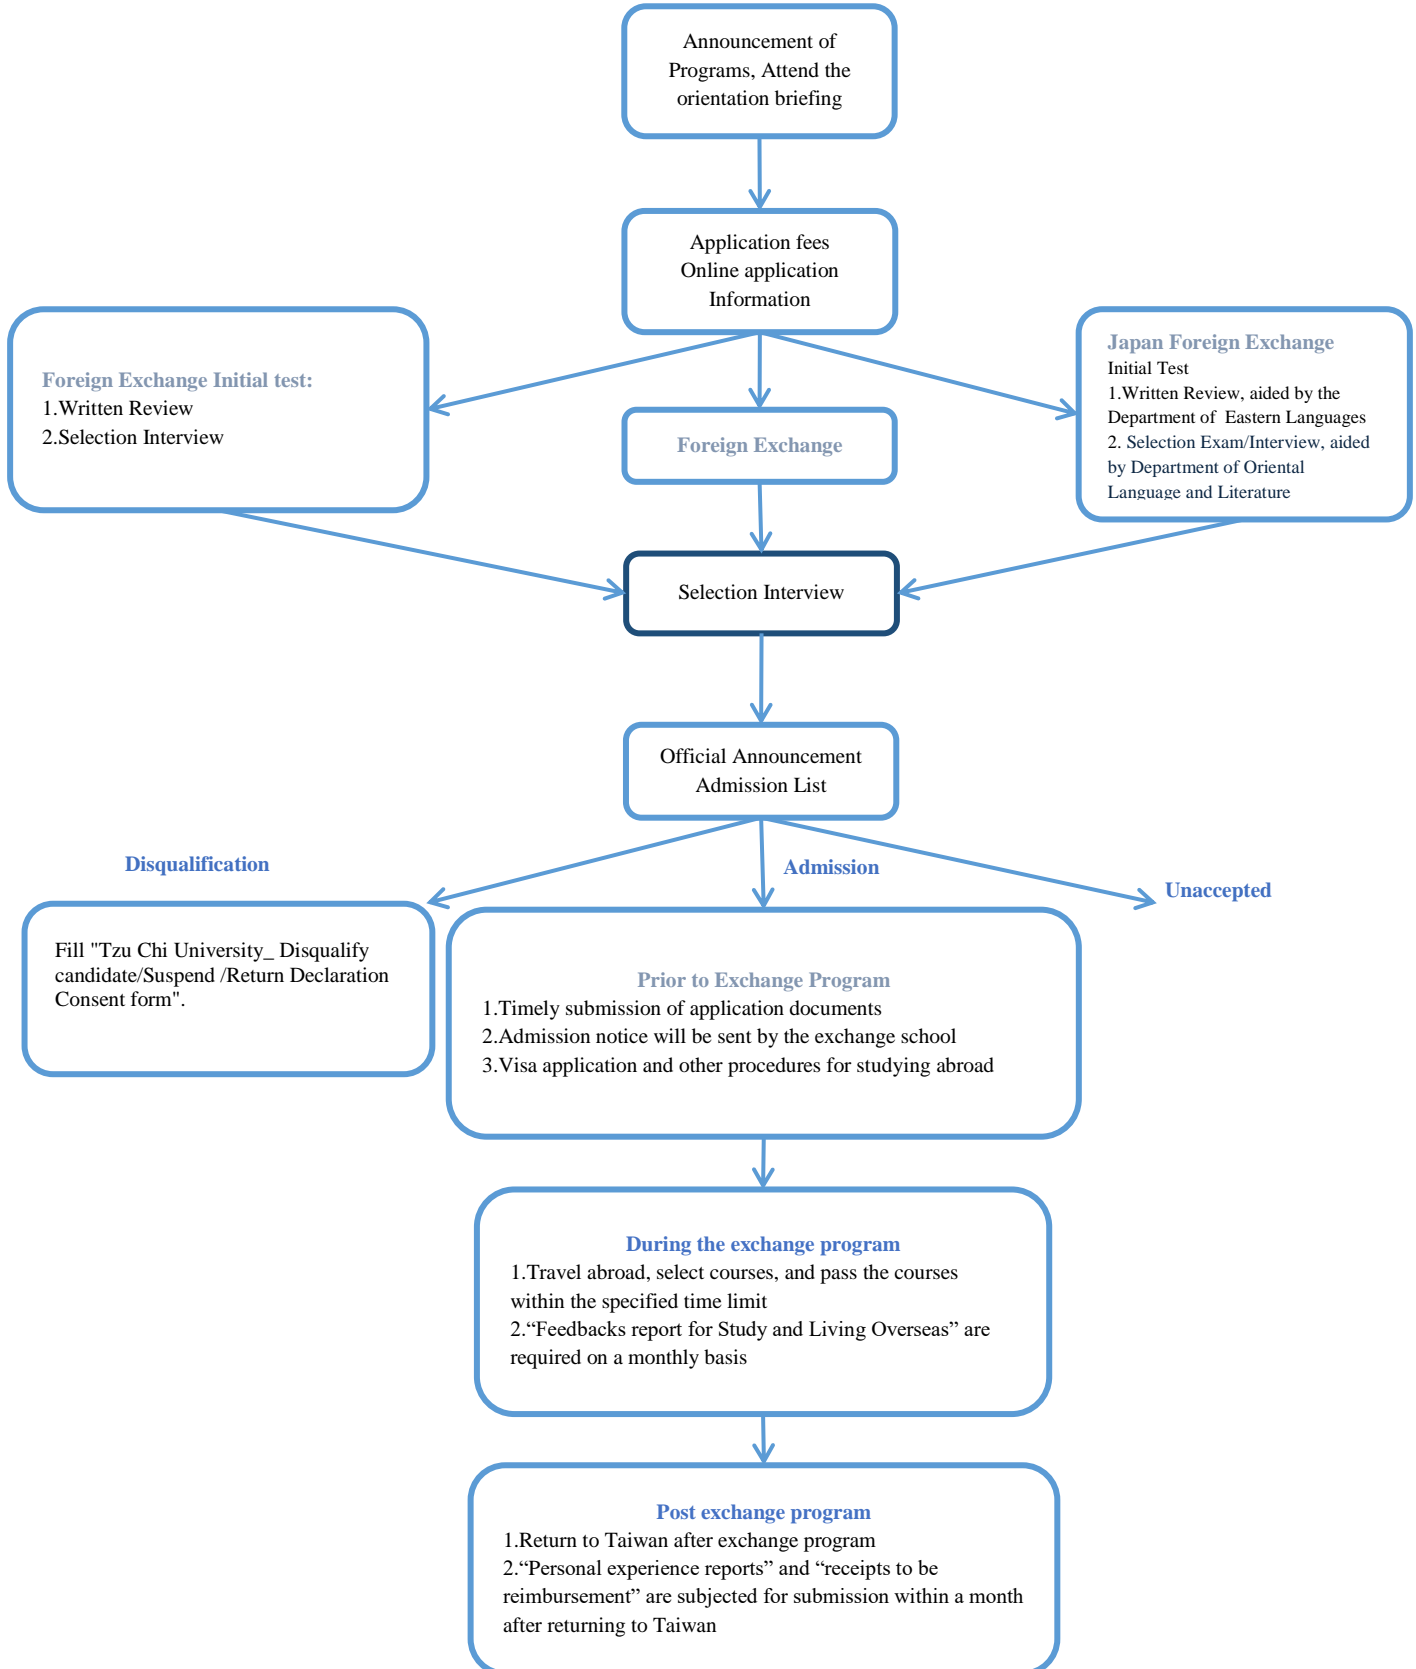 Announcement of
Programs, Attend the
orientation briefing
Application fees
Online application
Information
Foreign Exchange Initial test:
1.Written Review
2.Selection Interview
Foreign Exchange
Japan Foreign Exchange
Initial Test
1.Written Review, aided by the
Department of  Eastern Languages
2. Selection Exam/Interview, aided
by Department of Oriental
Language and Literature
Selection Interview
Official Announcement
Admission List
Disqualification
Admission
Unaccepted
Fill "Tzu Chi University_ Disqualify
candidate/Suspend /Return Declaration
Consent form".
Prior to Exchange Program
1.Timely submission of application documents
2.Admission notice will be sent by the exchange school
3.Visa application and other procedures for studying abroad
During the exchange program
1.Travel abroad, select courses, and pass the courses
within the specified time limit
2.“Feedbacks report for Study and Living Overseas” are
required on a monthly basis
Post exchange program
1.Return to Taiwan after exchange program
2.“Personal experience reports” and “receipts to be
reimbursement” are subjected for submission within a month
after returning to Taiwan